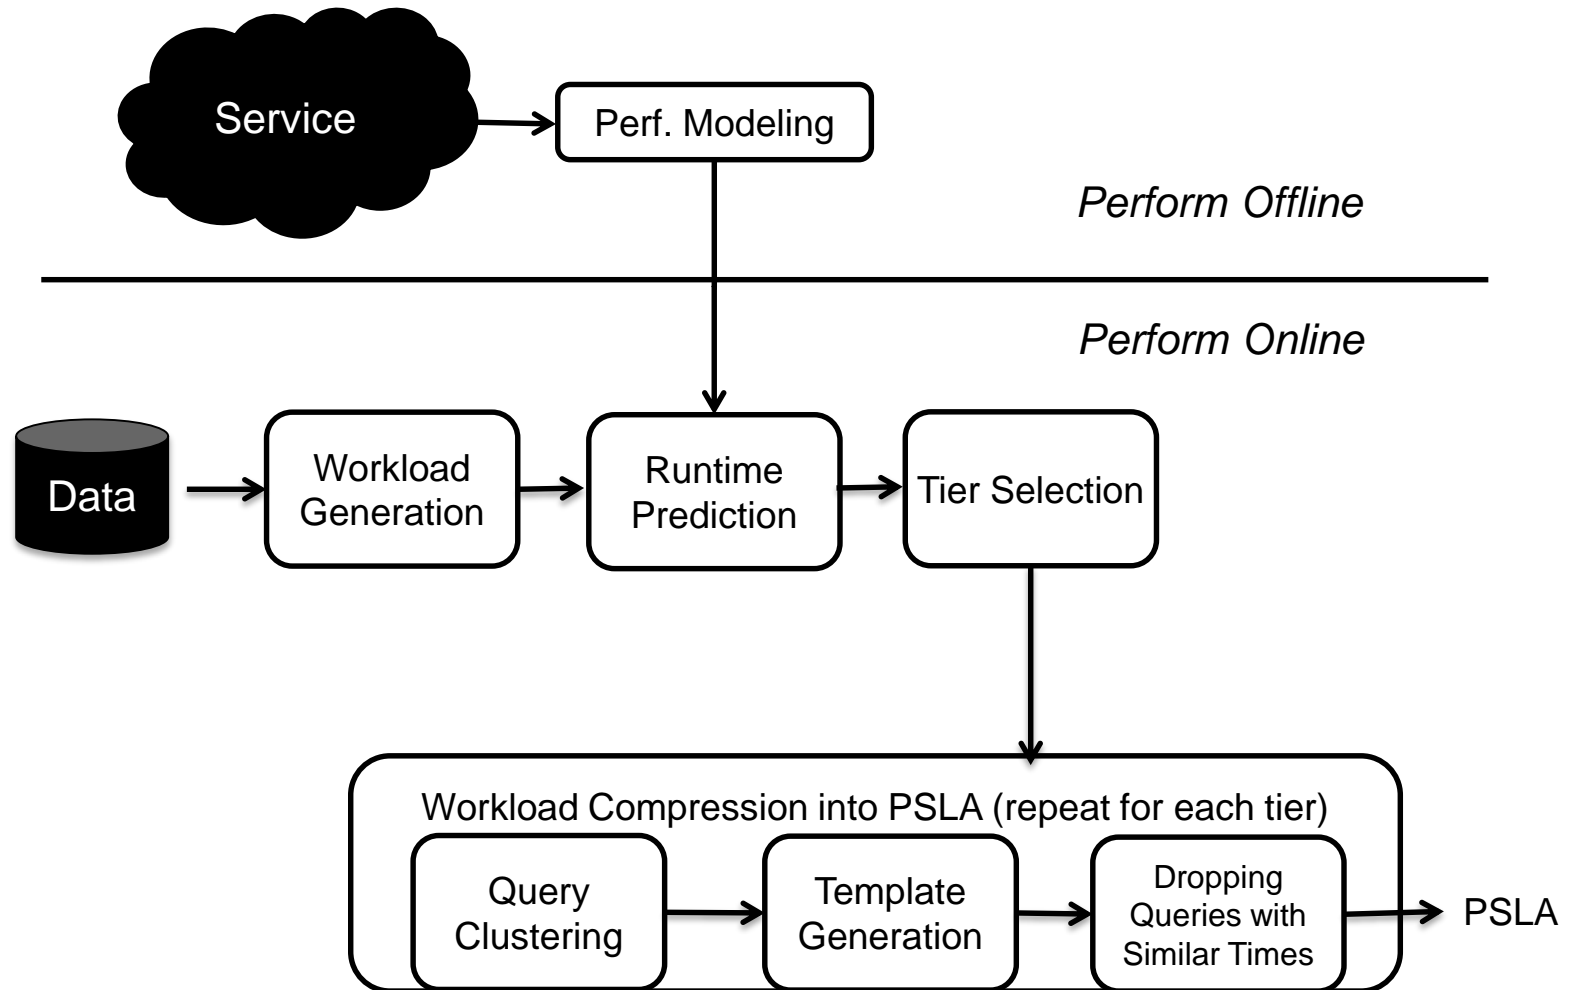 Service
Perf. Modeling
Perform Offline
Perform Online
Data
Workload
Generation
Runtime
Prediction
Tier Selection
Workload Compression into PSLA (repeat for each tier)
Query
Clustering
Template
Generation
Dropping
Queries with
Similar Times
PSLA